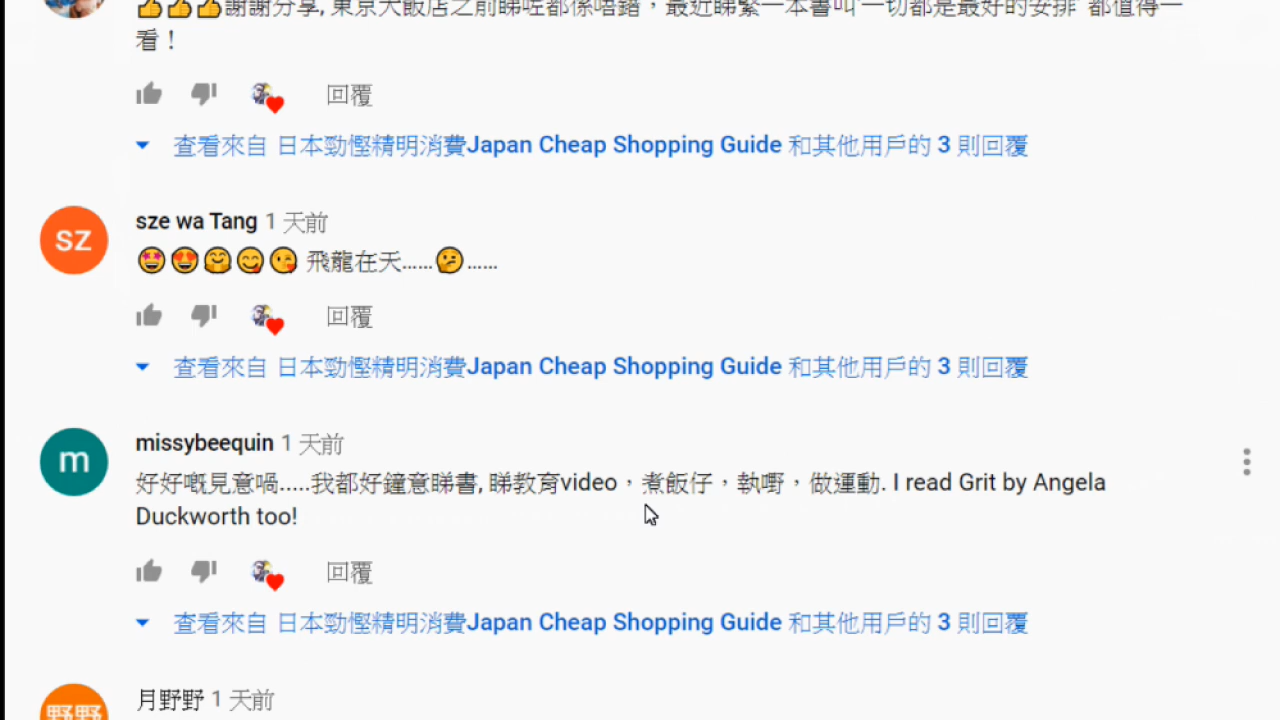 👍👍👍謝謝分享, 東京大飯店之前睇咗都係唔錯，最近睇緊一本書叫“一切都是最好的安排” 都值得一
看！
回覆
查看來自 日本勁慳精明消費Japan Cheap Shopping Guide 和其他用戶的 3 則回覆
SZ
sze wa Tang 1 天前
🤩😍🤗😋😘 飛龍在天……🤔……
回覆
查看來自 日本勁慳精明消費Japan Cheap Shopping Guide 和其他用戶的 3 則回覆
m
missybeequin 1 天前
好好嘅見意喎.....我都好鐘意睇書, 睇教育video，煮飯仔，執嘢，做運動. I read Grit by Angela
Duckworth too!
回覆
查看來自 日本勁慳精明消費Japan Cheap Shopping Guide 和其他用戶的 3 則回覆
野野
月野野 1 天前